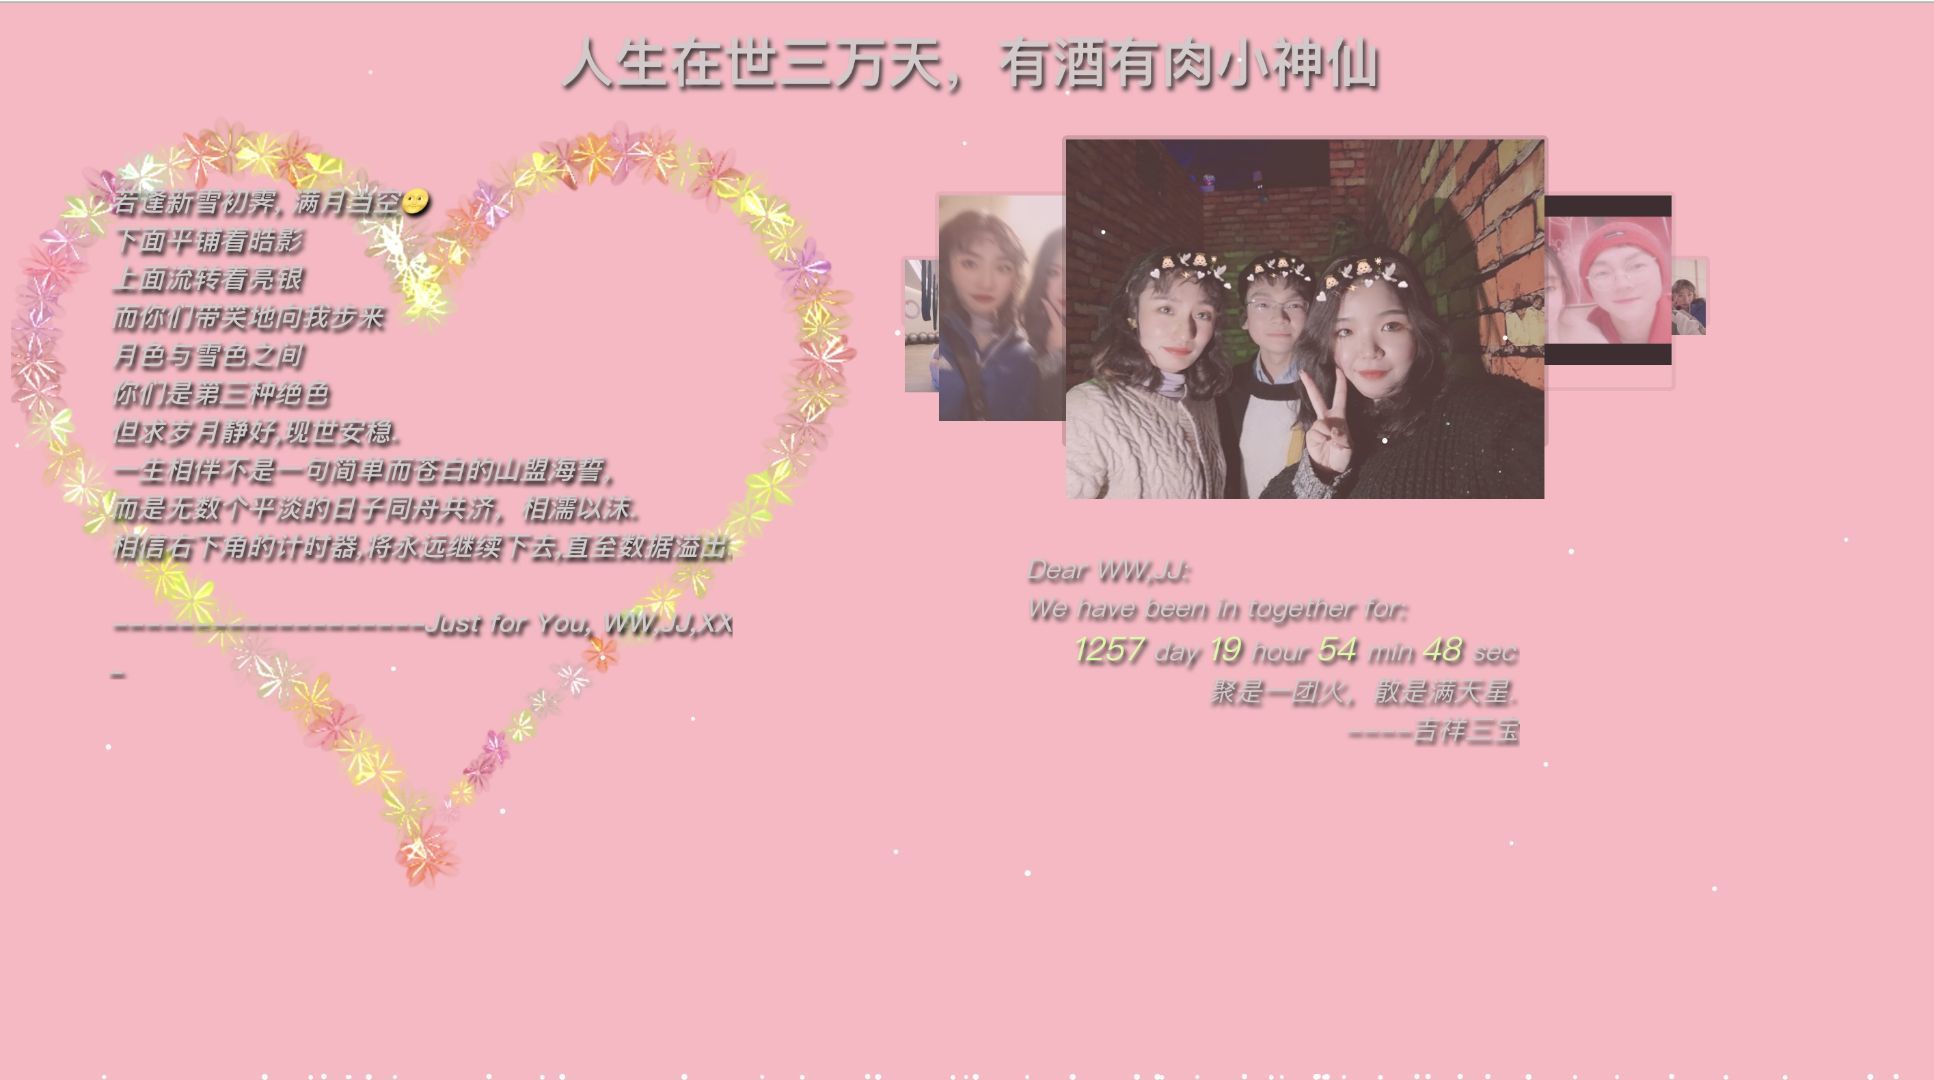 人生在世三万天，有酒有肉小神仙
若逢新雪初霁, 满月当空🌝
下面平铺着皓影
上面流转着亮银
而你们带笑地向我步来
月色与雪色之间
你们是第三种绝色
但求岁月静好,现世安稳.
一生相伴不是一句简单而苍白的山盟海誓,
而是无数个平淡的日子同舟共济，相濡以沫.
相信右下角的计时器,将永远继续下去,直至数据溢出.
--------------------Just for You, WW,JJ,XX
_
Dear WW,JJ:
We have been in together for:
1257 day 19 hour 54 min 48 sec
聚是一团火，散是满天星.
----吉祥三宝